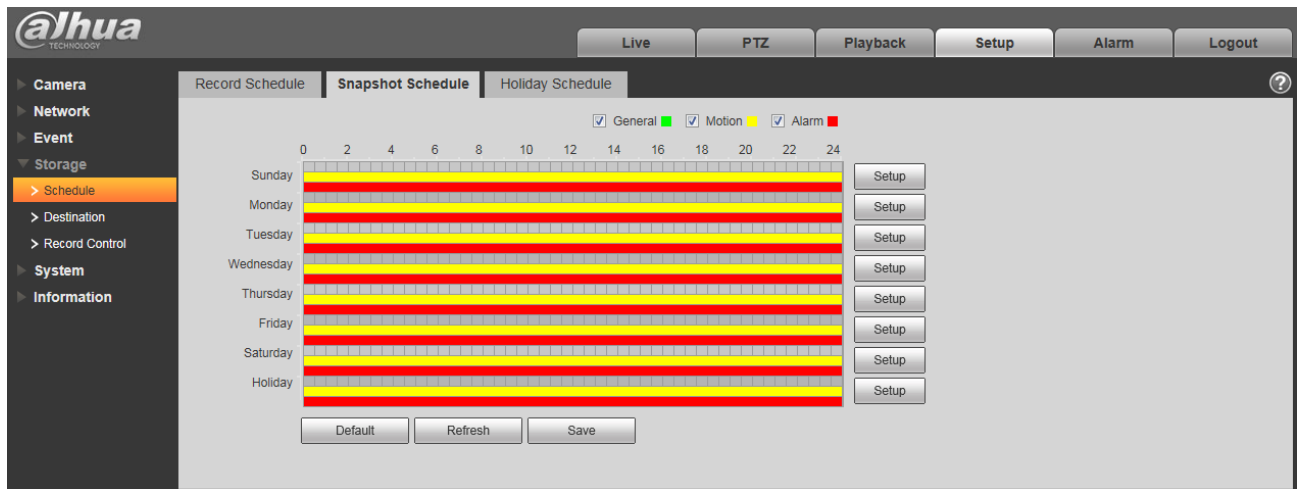 alhua
TECHNOLOGY
Live PTZ Playback Setup Alarm Logout
Camera
Network
Event
Storage
> Schedule
> Destination
> Record Control
System
Information
Record Schedule Snapshot Schedule Holiday Schedule ?
General Motion Alarm
0 2 4 6 8 10 12 14 16 18 20 22 24
Sunday Setup
Monday Setup
Tuesday Setup
Wednesday Setup
Thursday Setup
Friday Setup
Saturday Setup
Holiday Setup
Default Refresh Save